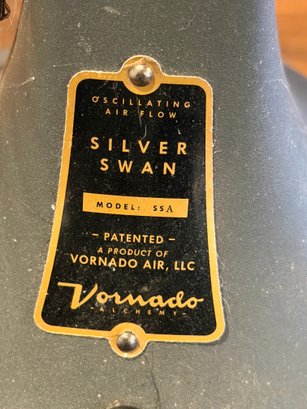 OSCILLATING
AIR FLOW
SILVER
SWAN
MODEL: SSA
– PATENTED –
A PRODUCT OF
VORNADO AIR, LLC
Vornado
– ALCHEMY –